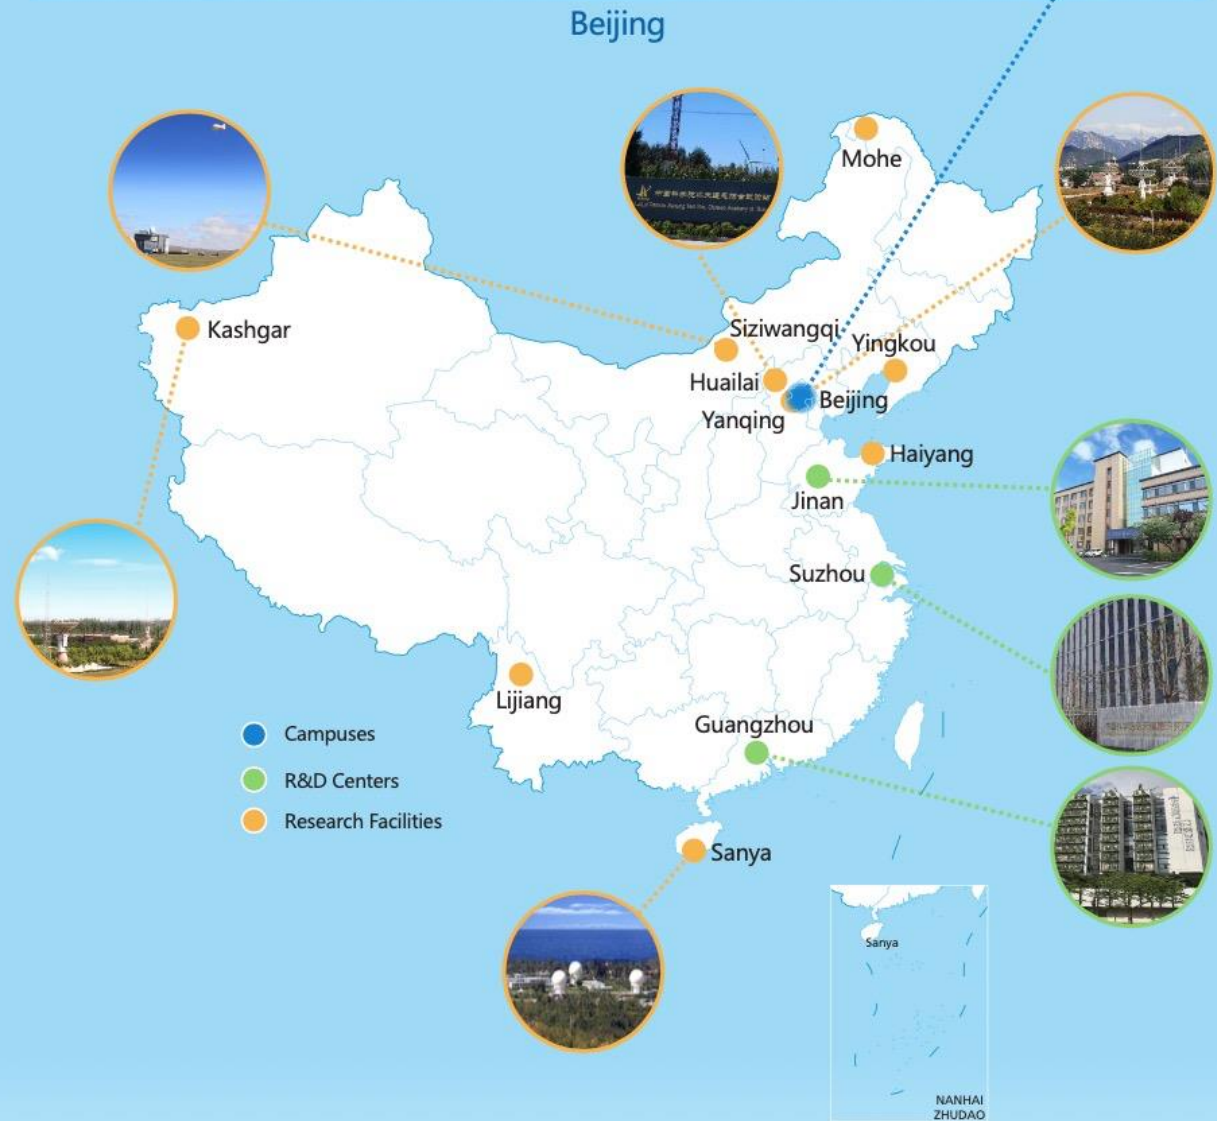 Beijing
Mohe
Kashgar
Siziwangqi
Yingkou
Huailai
Beijing
Yanqing
Haiyang
Jinan
Suzhou
Lijiang
Guangzhou
Campuses
R&D Centers
Research Facilities
Sanya
Sanya
NANHAI
ZHUDAO